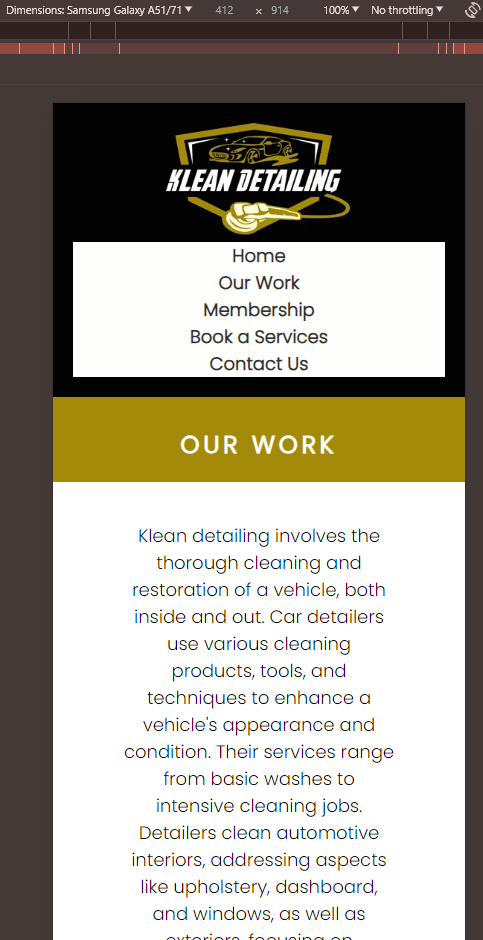 Dimensions: Samsung Galaxy A51/71 ▼ 412 × 914 100% ▼ No throttling ▼
KLEAN DETAILING
Home
Our Work
Membership
Book a Services
Contact Us
OUR WORK
Klean detailing involves the
thorough cleaning and
restoration of a vehicle, both
inside and out. Car detailers
use various cleaning
products, tools, and
techniques to enhance a
vehicle's appearance and
condition. Their services range
from basic washes to
intensive cleaning jobs.
Detailers clean automotive
interiors, addressing aspects
like upholstery, dashboard,
and windows, as well as
exteriors, focusing on